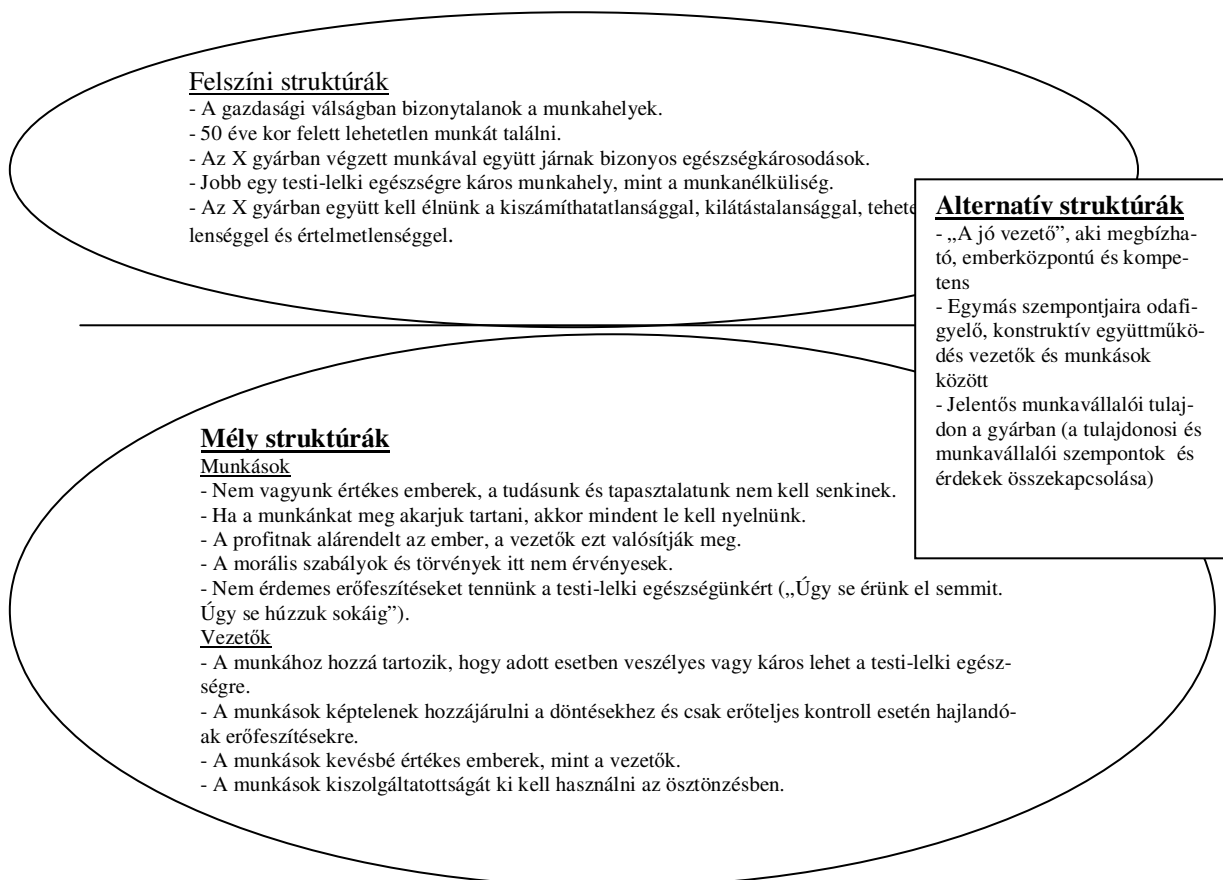 Felszíni struktúrák
- A gazdasági válságban bizonytalanok a munkahelyek.
- 50 éve kor felett lehetetlen munkát találni.
- Az X gyárban végzett munkával együtt járnak bizonyos egészségkárosodások.
- Jobb egy testi-lelki egészségre káros munkahely, mint a munkanélküliség.
- Az X gyárban együtt kell élnünk a kiszámíthatatlansággal, kilátástalansággal, tehete
lenséggel és értelmetlenséggel.
Alternatív struktúrák
- „A jó vezető”, aki megbízha-
tó, emberközpontú és kompe-
tens
- Egymás szempontjaira odafi-
gyelő, konstruktív együttműkö-
dés vezetők és munkások
között
- Jelentős munkavállalói tulaj-
don a gyárban (a tulajdonosi és
munkavállalói szempontok és
érdekek összekapcsolása)
Mély struktúrák
Munkások
- Nem vagyunk értékes emberek, a tudásunk és tapasztalatunk nem kell senkinek.
- Ha a munkánkat meg akarjuk tartani, akkor mindent le kell nyelnünk.
- A profitnak alárendelt az ember, a vezetők ezt valósítják meg.
- A morális szabályok és törvények itt nem érvényesek.
- Nem érdemes erőfeszítéseket tennünk a testi-lelki egészségünkért („Úgy se érünk el semmit.
Úgy se húzzuk sokáig”).
Vezetők
- A munkához hozzá tartozik, hogy adott esetben veszélyes vagy káros lehet a testi-lelki egész-
ségre.
- A munkások képtelenek hozzájárulni a döntésekhez és csak erőteljes kontroll esetén hajlandó-
ak erőfeszítésekre.
- A munkások kevésbé értékes emberek, mint a vezetők.
- A munkások kiszolgáltatottságát ki kell használni az ösztönzésben.